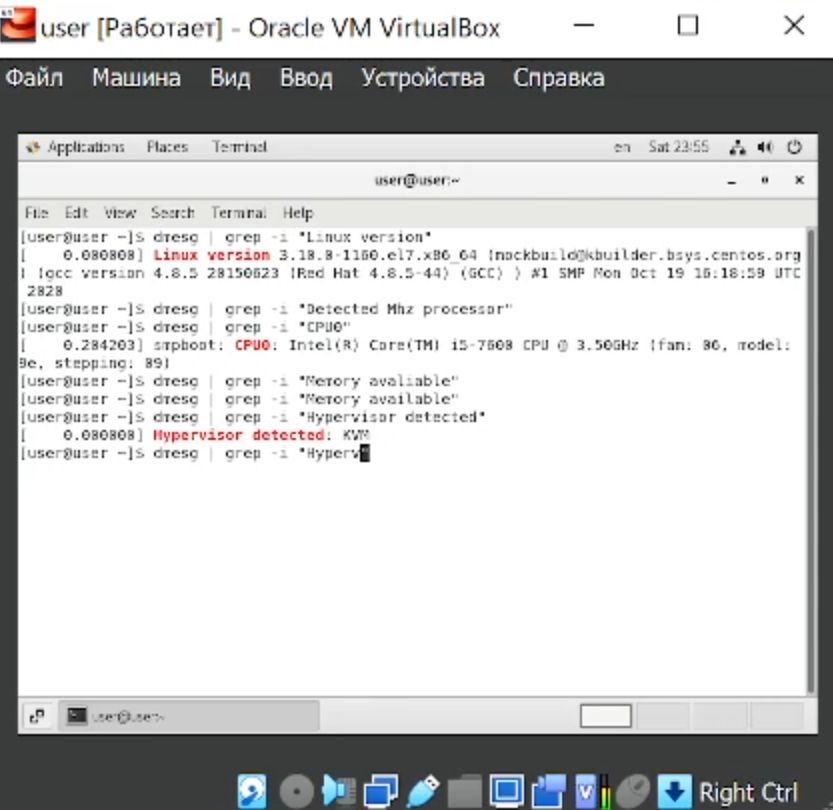 user [Работает] - Oracle VM VirtualBox
Файл Машина Вид Ввод Устройства Справка
Applications Places Terminal en Sat 23:55
user@user:~
File Edit View Search Terminal Help
[user@user ~]$ dmesg | grep -i "Linux version"
[    0.000000] Linux version 3.10.0-1160.el7.x86_64 (mockbuild@kbuilder.bsys.centos.org
) (gcc version 4.8.5 20150623 (Red Hat 4.8.5-44) (GCC) ) #1 SMP Mon Oct 19 16:18:59 UTC
2020
[user@user ~]$ dmesg | grep -i "Detected Mhz processor"
[user@user ~]$ dmesg | grep -i "CPU0"
[    0.204203] smpboot: CPU0: Intel(R) Core(TM) i5-7600 CPU @ 3.50GHz (fam: 06, model:
9e, stepping: 09)
[user@user ~]$ dmesg | grep -i "Memory avaliable"
[user@user ~]$ dmesg | grep -i "Memory available"
[user@user ~]$ dmesg | grep -i "Hypervisor detected"
[    0.000000] Hypervisor detected: KVM
[user@user ~]$ dmesg | grep -i "Hyperv"
user@user:~
Right Ctrl